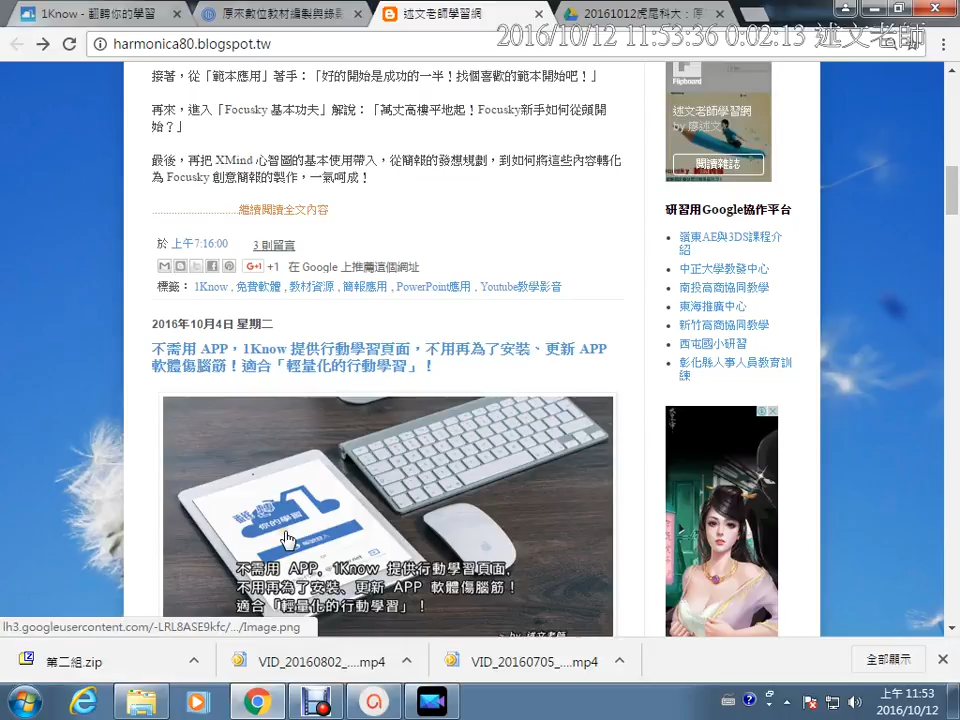 1Know - 翻轉你的學習
原來數位教材編製與錄影
述文老師學習網
20161012虎尾科大：原
2016/10/12 11:53:36 0:02:13 述文老師
harmonica80.blogspot.tw
接著，從「範本應用」著手：「好的開始是成功的一半！找個喜歡的範本開始吧！」
再來，進入「Focusky 基本功夫」解說：「萬丈高樓平地起！Focusky新手如何從頭開
始？」
最後，再把 XMind 心智圖的基本使用帶入，從簡報的發想規劃，到如何將這些內容轉化
為 Focusky 創意簡報的製作，一氣呵成！
繼續閱讀全文內容
於 上午7:16:00 3 則留言
G+1 +1 在 Google 上推薦這個網址
標籤： 1Know , 免費軟體 , 教材資源 , 簡報應用 , PowerPoint應用 , Youtube教學影音
2016年10月4日 星期二
不需用 APP，1Know 提供行動學習頁面，不用再為了安裝、更新 APP
軟體傷腦筋！適合「輕量化的行動學習」！
翻轉
你的學習
不需用 APP，1Know 提供行動學習頁面，
不用再為了安裝、更新 APP 軟體傷腦筋！
適合「輕量化的行動學習」！
by 述文老師
Flipboard
述文老師學習網
by 廖述文
閱讀雜誌
研習用Google協作平台
嶺東AE與3DS課程介
紹
中正大學教發中心
南投高商協同教學
東海推廣中心
新竹高商協同教學
西屯國小研習
彰化縣人事人員教育訓
練
lh3.googleusercontent.com/-LRL8ASE9kfc/.../Image.png
第二組.zip
VID_20160802_....mp4
VID_20160705_....mp4
全部顯示
上午 11:53
2016/10/12